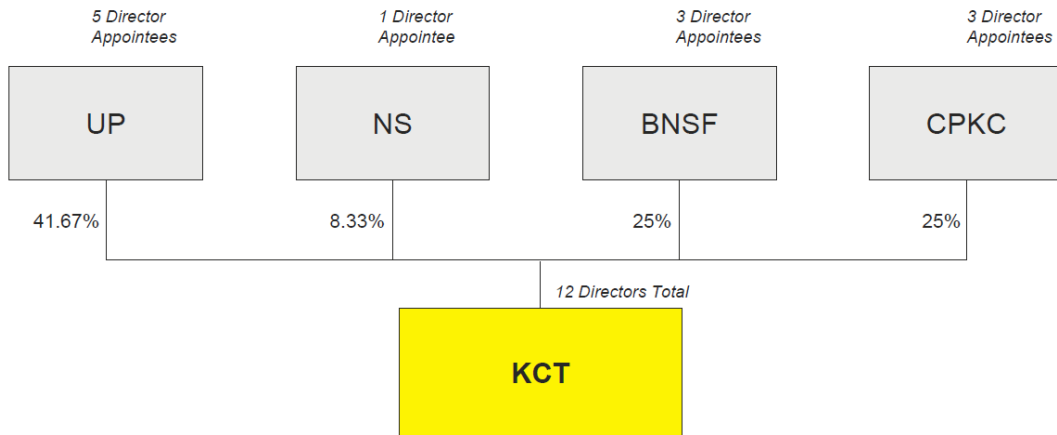 5 Director
Appointees
1 Director
Appointee
3 Director
Appointees
3 Director
Appointees
UP
NS
BNSF
CPKC
41.67%
8.33%
25%
25%
12 Directors Total
KCT